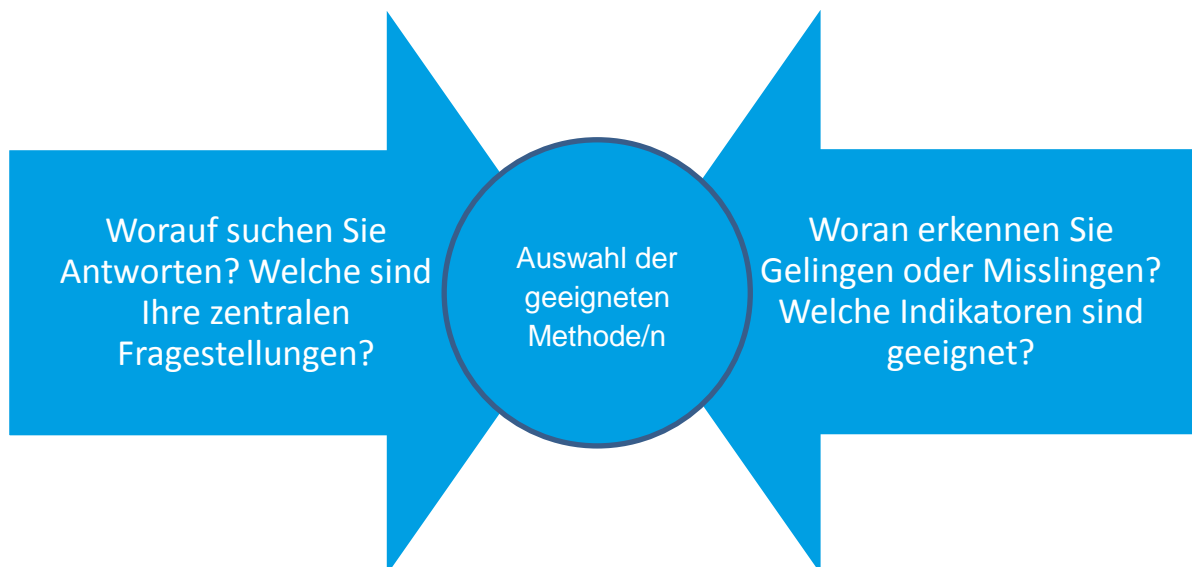 Worauf suchen Sie
Antworten? Welche sind
Ihre zentralen
Fragestellungen?
Auswahl der
geeigneten
Methode/n
Woran erkennen Sie
Gelingen oder Misslingen?
Welche Indikatoren sind
geeignet?